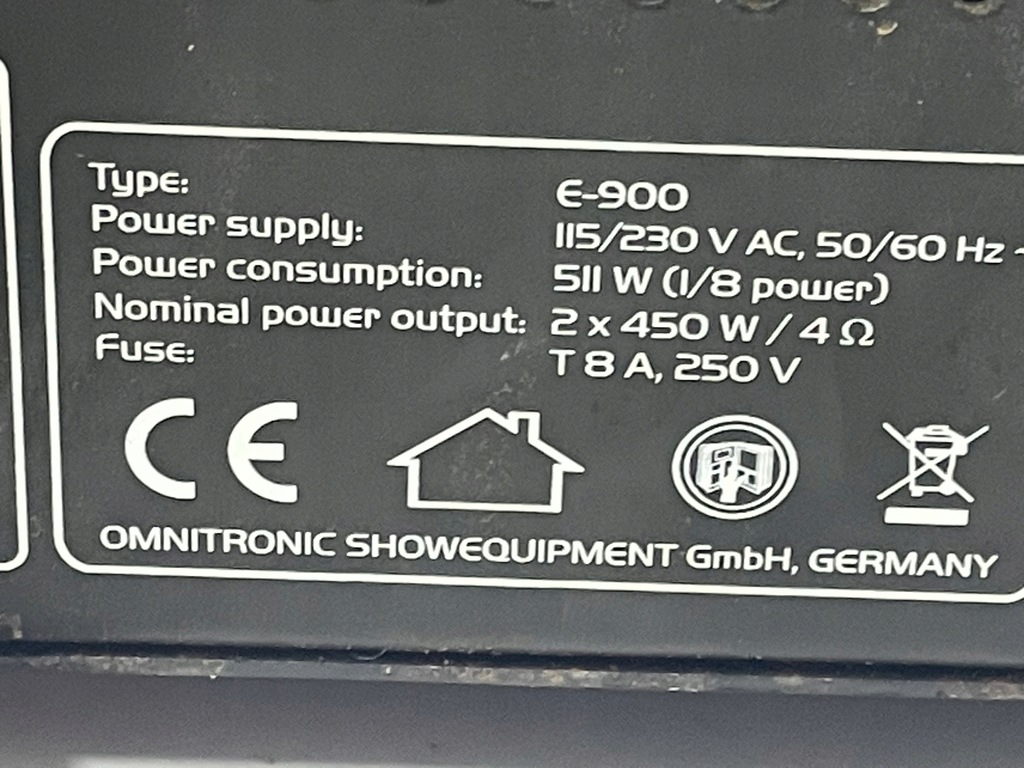 Type: E-900
Power supply: 115/230 V AC, 50/60 Hz ~
Power consumption: 511 W (1/8 power)
Nominal power output: 2 x 450 W / 4 Ω
Fuse: T 8 A, 250 V
CE
OMNITRONIC SHOWEQUIPMENT GmbH, GERMANY